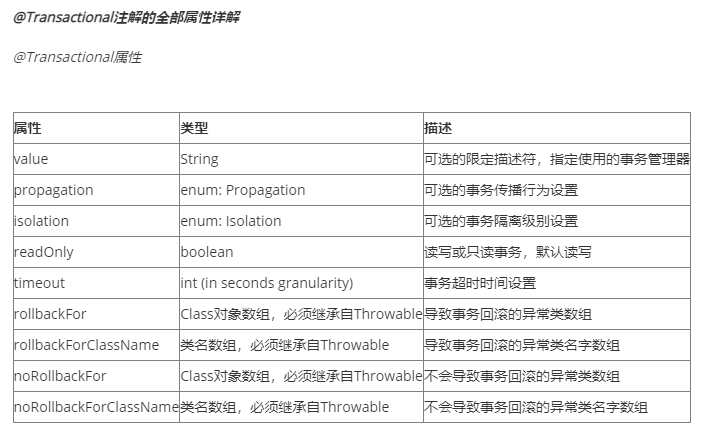 @Transactional注解的全部属性详解
@Transactional属性
属性 类型 描述
value String 可选的限定描述符，指定使用的事务管理器
propagation enum: Propagation 可选的事务传播行为设置
isolation enum: Isolation 可选的事务隔离级别设置
readOnly boolean 读写或只读事务，默认读写
timeout int (in seconds granularity) 事务超时时间设置
rollbackFor Class对象数组，必须继承自Throwable 导致事务回滚的异常类数组
rollbackForClassName 类名数组，必须继承自Throwable 导致事务回滚的异常类名字数组
noRollbackFor Class对象数组，必须继承自Throwable 不会导致事务回滚的异常类数组
noRollbackForClassName 类名数组，必须继承自Throwable 不会导致事务回滚的异常类名字数组